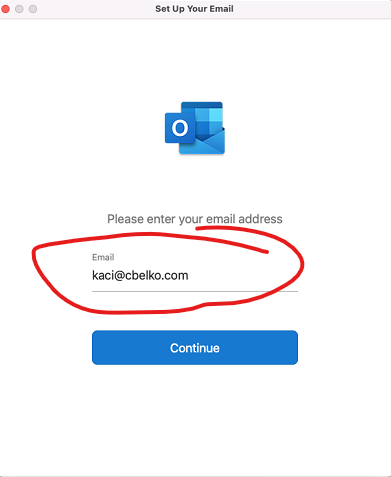 Set Up Your Email
O
Please enter your email address
Email
kaci@cbelko.com
Continue